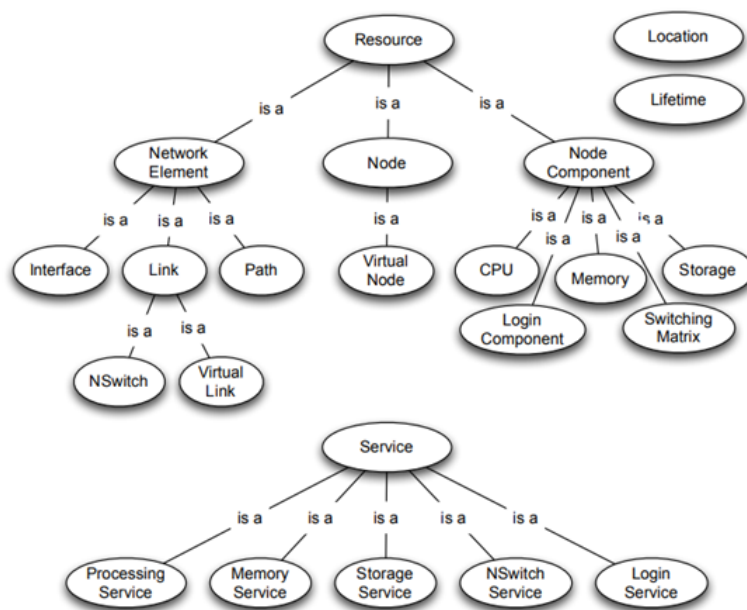 Resource
Location
Lifetime
is a
is a
is a
Network
Element
Node
Node
Component
is a
is a
is a
is a
is a
is a
is a
is a
is a
Interface
Link
Path
Virtual
Node
CPU
Memory
Storage
Login
Component
Switching
Matrix
is a
is a
NSwitch
Virtual
Link
Service
is a
is a
is a
is a
is a
Processing
Service
Memory
Service
Storage
Service
NSwitch
Service
Login
Service